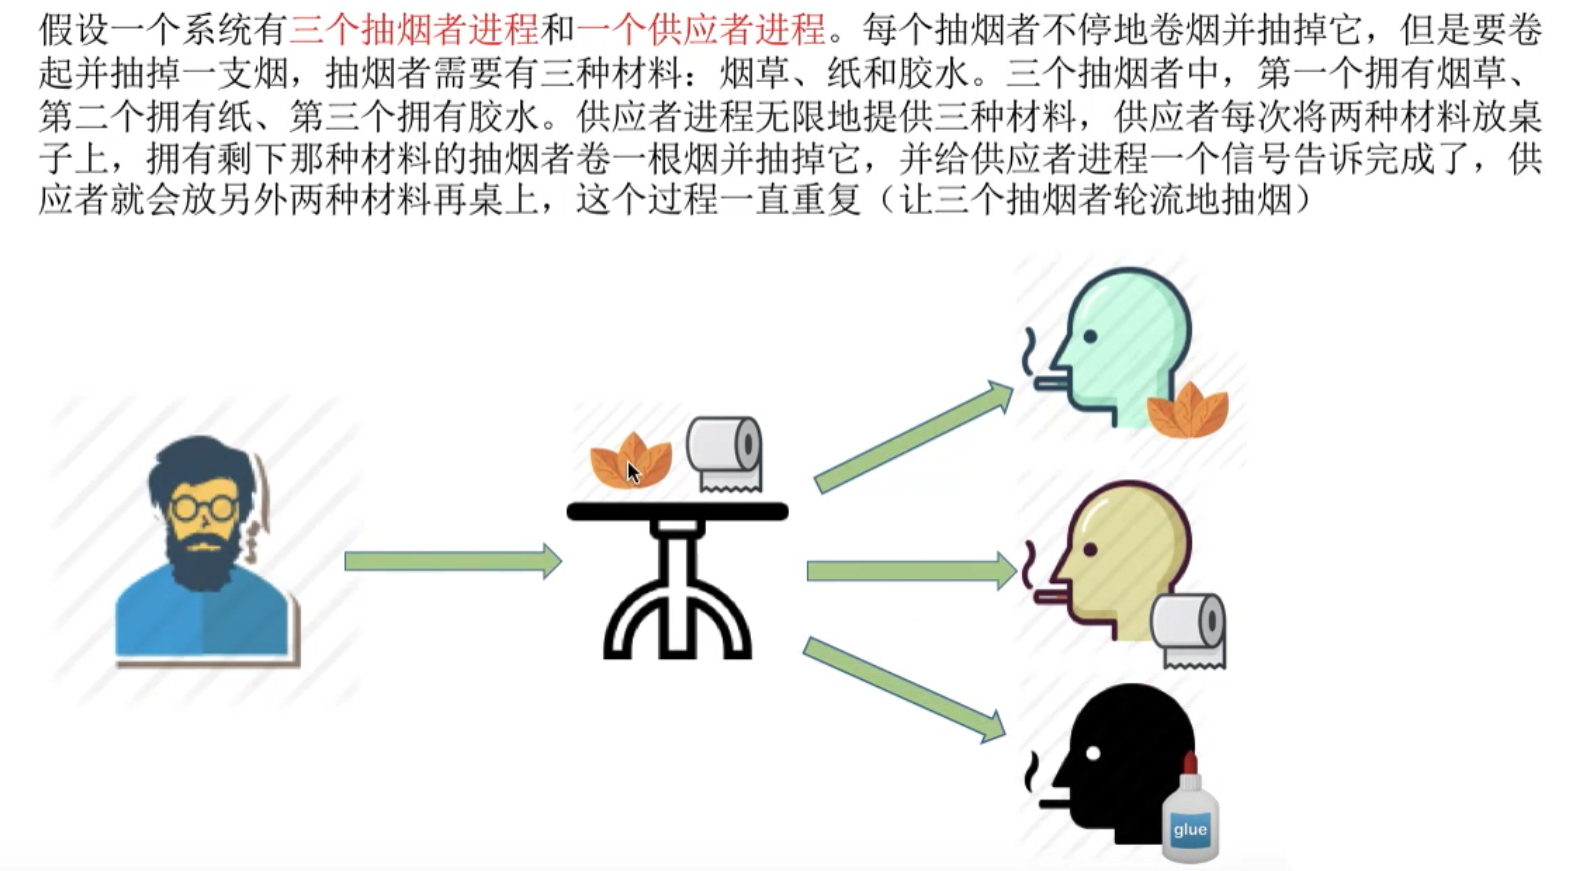 假设一个系统有三个抽烟者进程和一个供应者进程。每个抽烟者不停地卷烟并抽掉它，但是要卷
起并抽掉一支烟，抽烟者需要有三种材料：烟草、纸和胶水。三个抽烟者中，第一个拥有烟草、
第二个拥有纸、第三个拥有胶水。供应者进程无限地提供三种材料，供应者每次将两种材料放桌
子上，拥有剩下那种材料的抽烟者卷一根烟并抽掉它，并给供应者进程一个信号告诉完成了，供
应者就会放另外两种材料再桌上，这个过程一直重复（让三个抽烟者轮流地抽烟）
glue